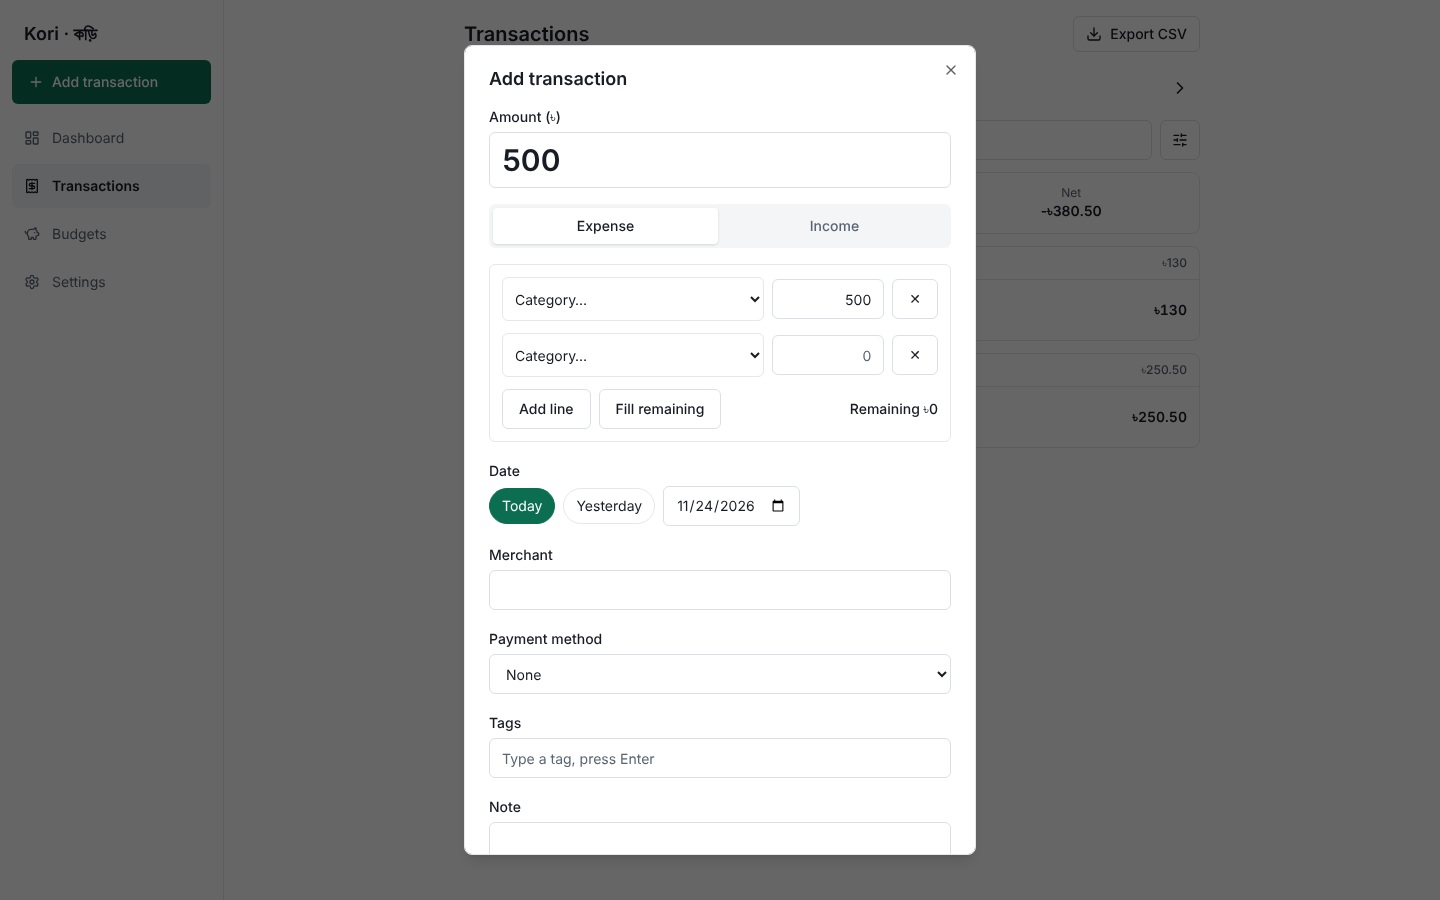 Kori · কড়ি
Add transaction
Dashboard
Transactions
Budgets
Settings
Transactions
Export CSV
Net
-৳380.50
৳130
৳130
৳250.50
৳250.50
Add transaction
Amount (৳)
500
Expense
Income
Category...
500
×
Category...
0
×
Add line
Fill remaining
Remaining ৳0
Date
Today
Yesterday
11/24/2026
Merchant
Payment method
None
Tags
Type a tag, press Enter
Note